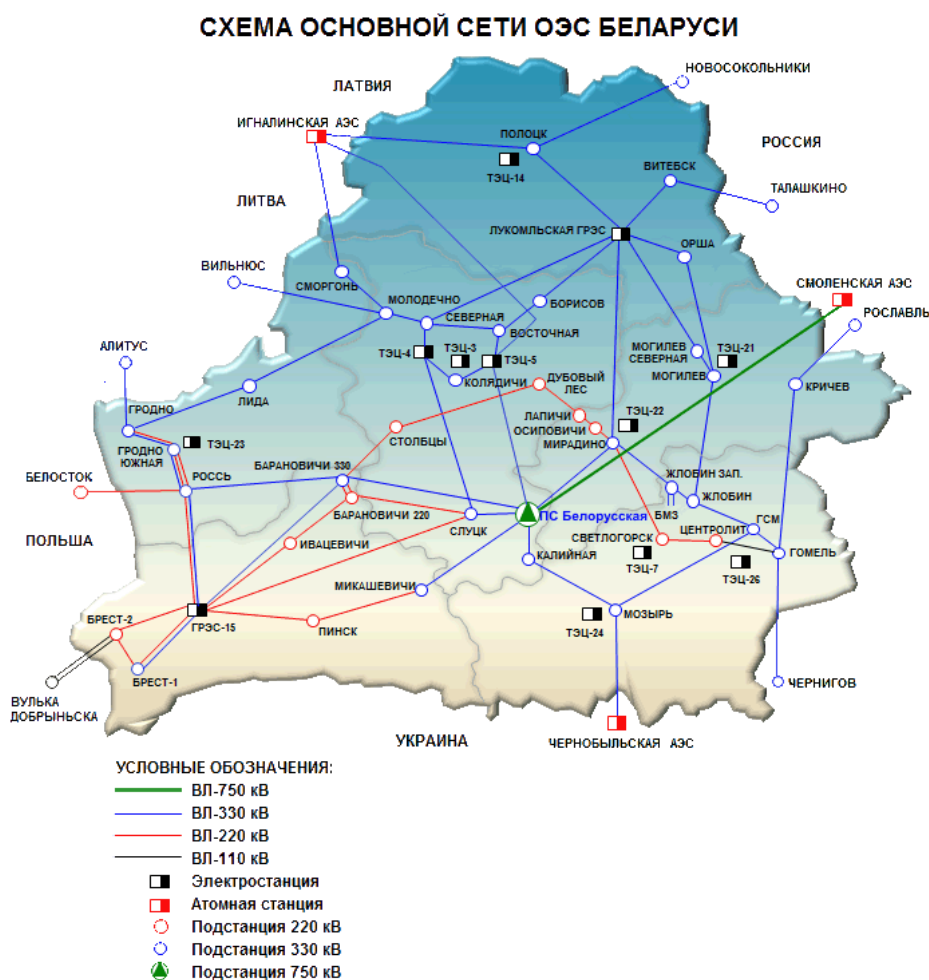 СХЕМА ОСНОВНОЙ СЕТИ ОЭС БЕЛАРУСИ
НОВОСОКОЛЬНИКИ
ЛАТВИЯ
ИГНАЛИНСКАЯ АЭС
ПОЛОЦК
РОССИЯ
ТЭЦ-14
ВИТЕБСК
ТАЛАШКИНО
ЛИТВА
ЛУКОМЛЬСКАЯ ГРЭС
ОРША
ВИЛЬНЮС
СМОРГОНЬ
СМОЛЕНСКАЯ АЭС
МОЛОДЕЧНО
БОРИСОВ
РОСЛАВЛЬ
СЕВЕРНАЯ
ВОСТОЧНАЯ
АЛИТУС
ТЭЦ-4
ТЭЦ-3
ТЭЦ-5
МОГИЛЕВ
СЕВЕРНАЯ
ТЭЦ-21
КОЛЯДИЧИ
ДУБОВЫЙ
ЛЕС
МОГИЛЕВ
КРИЧЕВ
ЛИДА
ГРОДНО
ЛАПИЧИ
ТЭЦ-22
ОСИПОВИЧИ
СТОЛБЦЫ
МИРАДИНО
ТЭЦ-23
ГРОДНО
ЮЖНАЯ
БЕЛОСТОК
РОССЬ
БАРАНОВИЧИ 330
ЖЛОБИН ЗАП.
ЖЛОБИН
БМЗ
БАРАНОВИЧИ 220
СЛУЦК
ПС Белорусская
ГСМ
ЦЕНТРОЛИТ
ПОЛЬША
СВЕТЛОГОРСК
ГОМЕЛЬ
ИВАЦЕВИЧИ
КАЛИЙНАЯ
ТЭЦ-7
ТЭЦ-26
МИКАШЕВИЧИ
БРЕСТ-2
ГРЭС-15
ПИНСК
ТЭЦ-24
МОЗЫРЬ
БРЕСТ-1
ЧЕРНИГОВ
ВУЛЬКА
ДОБРЫНЬСКА
УКРАИНА
ЧЕРНОБЫЛЬСКАЯ АЭС
УСЛОВНЫЕ ОБОЗНАЧЕНИЯ:
ВЛ-750 кВ
ВЛ-330 кВ
ВЛ-220 кВ
ВЛ-110 кВ
Электростанция
Атомная станция
Подстанция 220 кВ
Подстанция 330 кВ
Подстанция 750 кВ